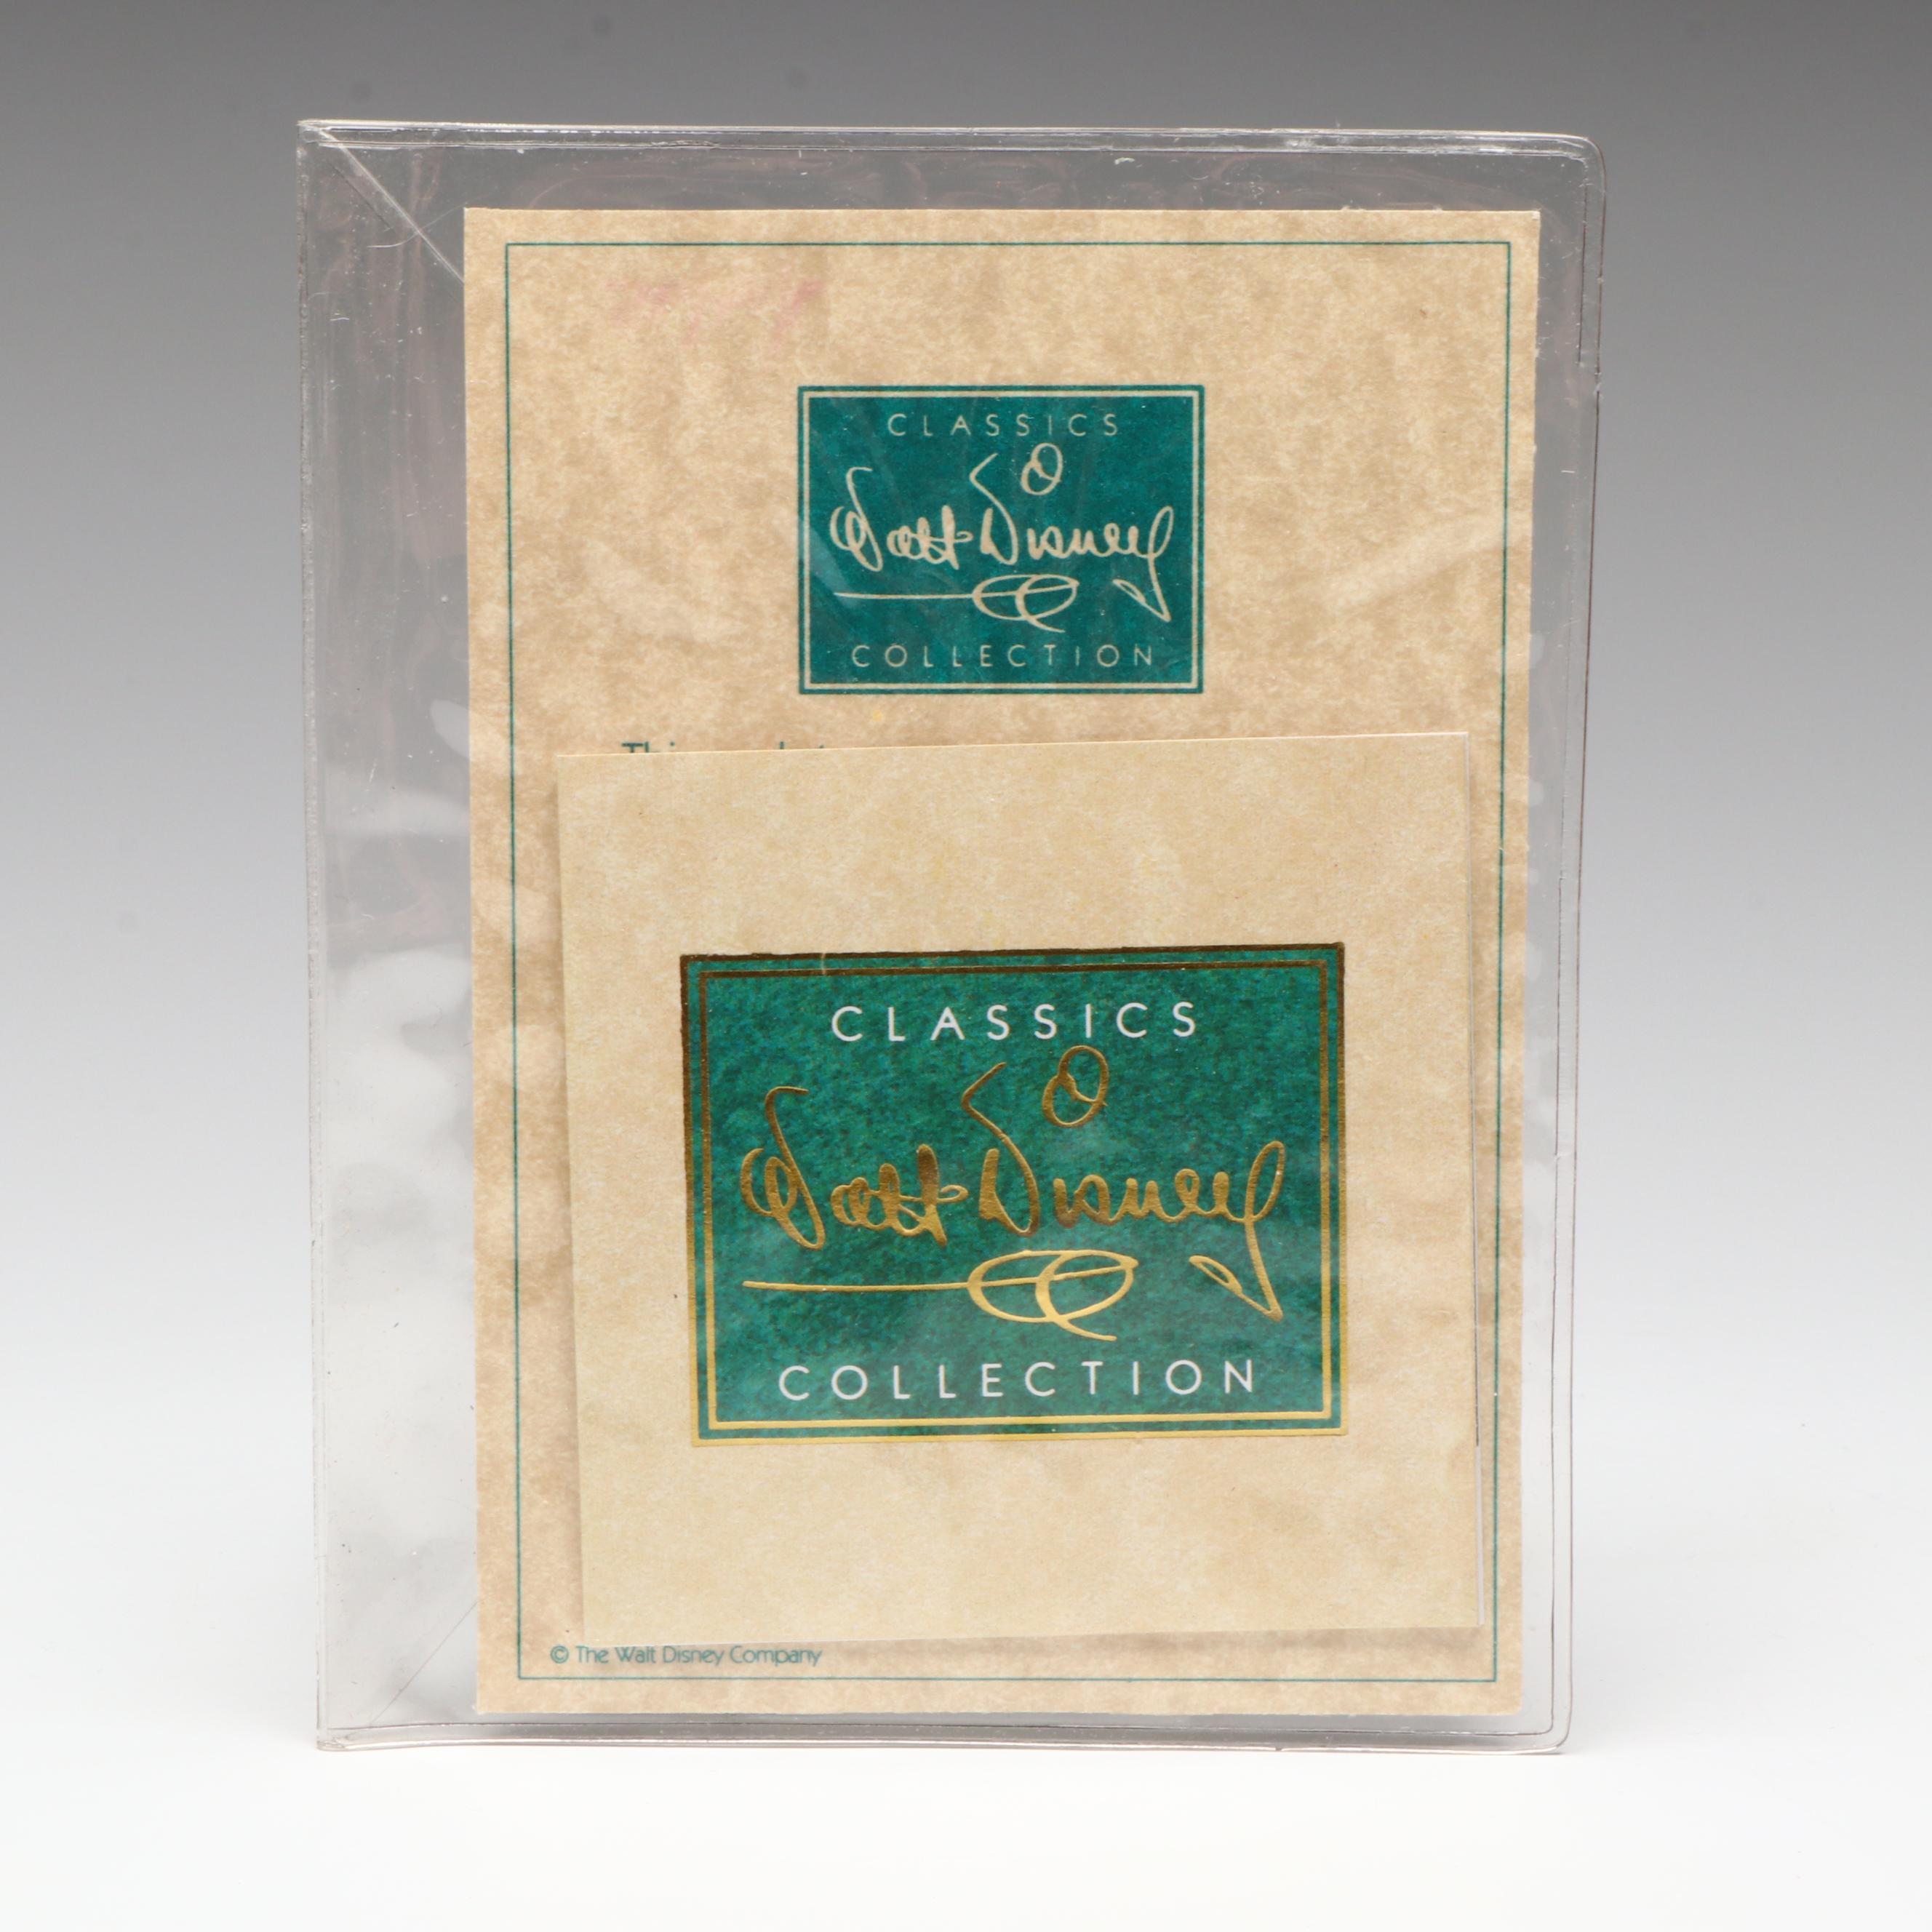 CLASSICS
Walt Disney
COLLECTION
CLASSICS
Walt Disney
COLLECTION
© The Walt Disney Company